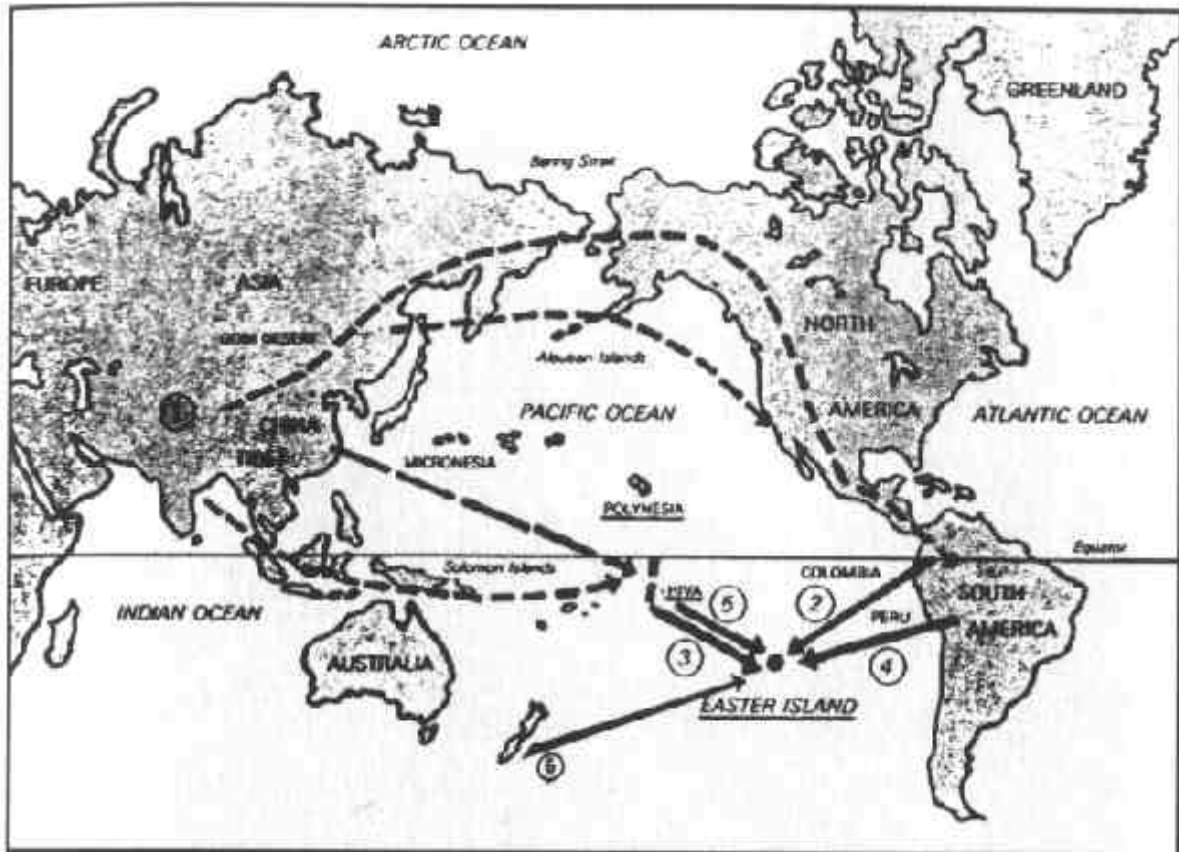 ARCTIC OCEAN
GREENLAND
Bering Strait
EUROPE
ASIA
GOBI DESERT
NORTH
AMERICA
Aleutian Islands
PACIFIC OCEAN
ATLANTIC OCEAN
CHINA
MICRONESIA
POLYNESIA
Equator
Solomon Islands
COLOMBIA
INDIAN OCEAN
5
2
SOUTH
AMERICA
PERU
AUSTRALIA
3
4
EASTER ISLAND
6